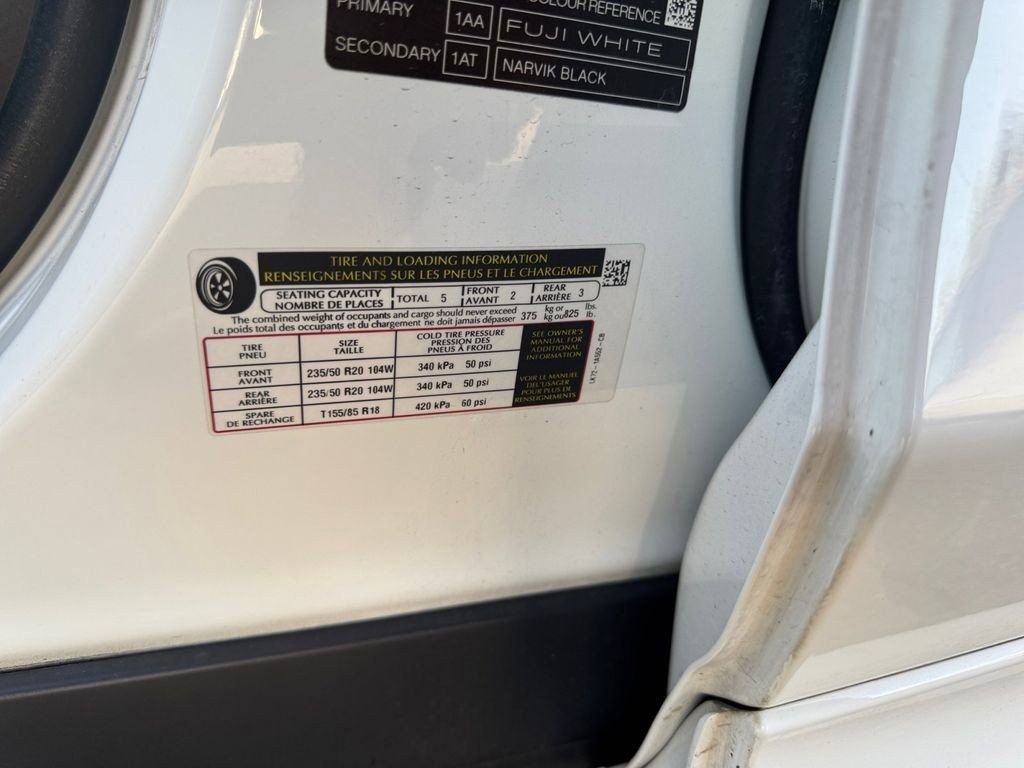 COLOUR REFERENCE
PRIMARY 1AA FUJI WHITE
SECONDARY 1AT NARVIK BLACK
TIRE AND LOADING INFORMATION
RENSEIGNEMENTS SUR LES PNEUS ET LE CHARGEMENT
SEATING CAPACITY
NOMBRE DE PLACES
TOTAL 5
FRONT
AVANT 2
REAR
ARRIÈRE 3
The combined weight of occupants and cargo should never exceed
Le poids total des occupants et du chargement ne doit jamais dépasser
375 kg or
kg ou 825 lbs.
lb.
TIRE
PNEU
SIZE
TAILLE
COLD TIRE PRESSURE
PRESSION DES
PNEUS À FROID
FRONT
AVANT
235/50 R20 104W
340 kPa 50 psi
REAR
ARRIÈRE
235/50 R20 104W
340 kPa 50 psi
SPARE
DE RECHANGE
T155/85 R18
420 kPa 60 psi
SEE OWNER'S
MANUAL FOR
ADDITIONAL
INFORMATION
VOIR LE MANUEL
DEL'USAGER
POUR PLUS DE
RENSEIGNEMENTS
LK72-1A552-CB